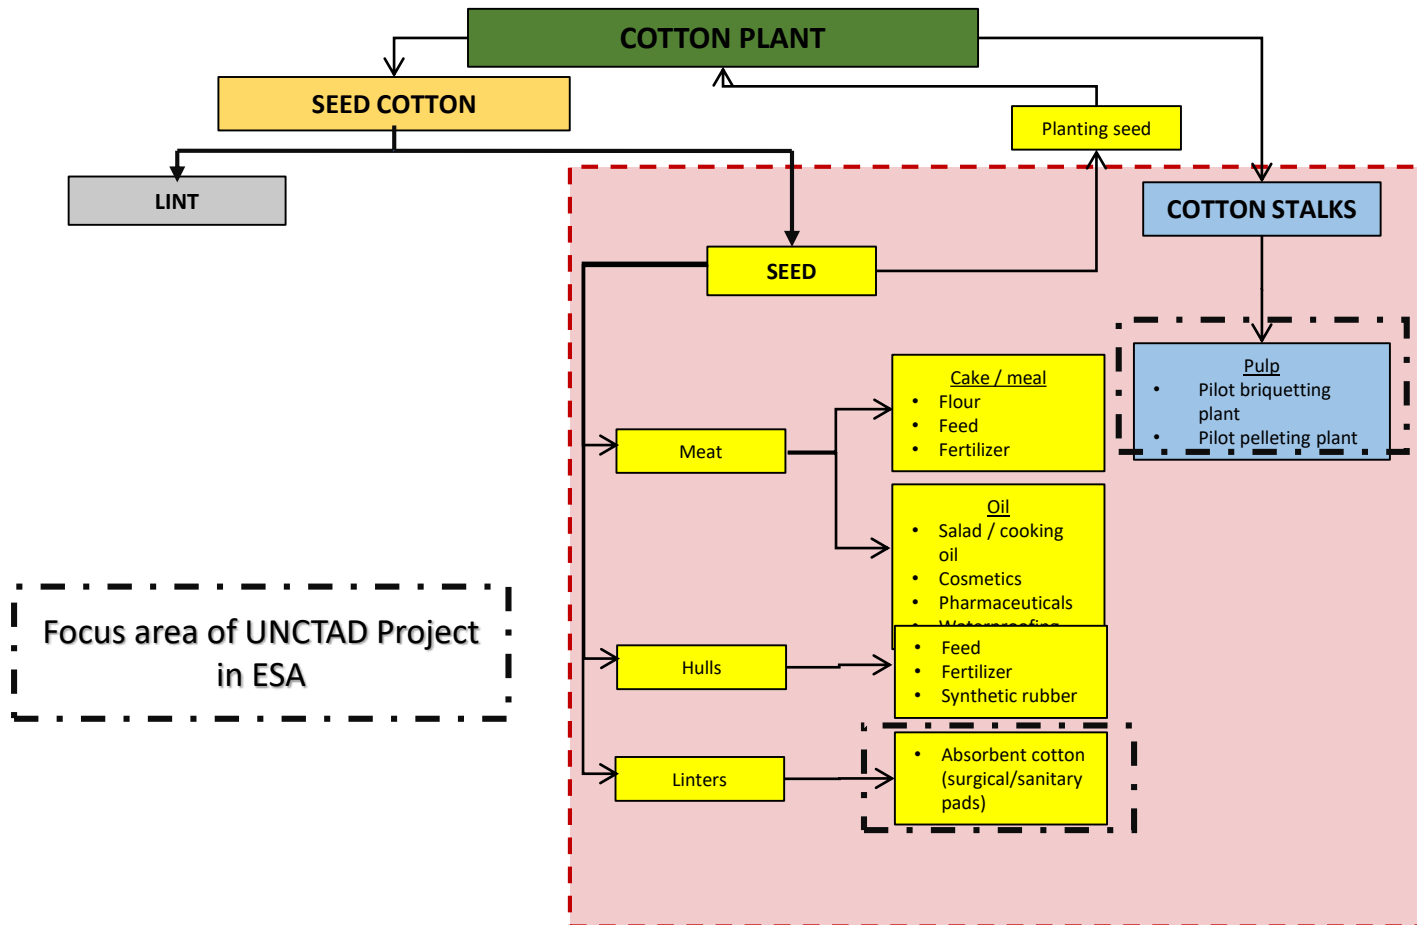 COTTON PLANT
SEED COTTON
Planting seed
LINT
COTTON STALKS
SEED
Cake / meal
• Flour
• Feed
• Fertilizer
Pulp
• Pilot briquetting
plant
• Pilot pelleting plant
Meat
Oil
• Salad / cooking
oil
• Cosmetics
• Pharmaceuticals
• Waterproofing
Focus area of UNCTAD Project
in ESA
Hulls
• Feed
• Fertilizer
• Synthetic rubber
Linters
• Absorbent cotton
(surgical/sanitary
pads)